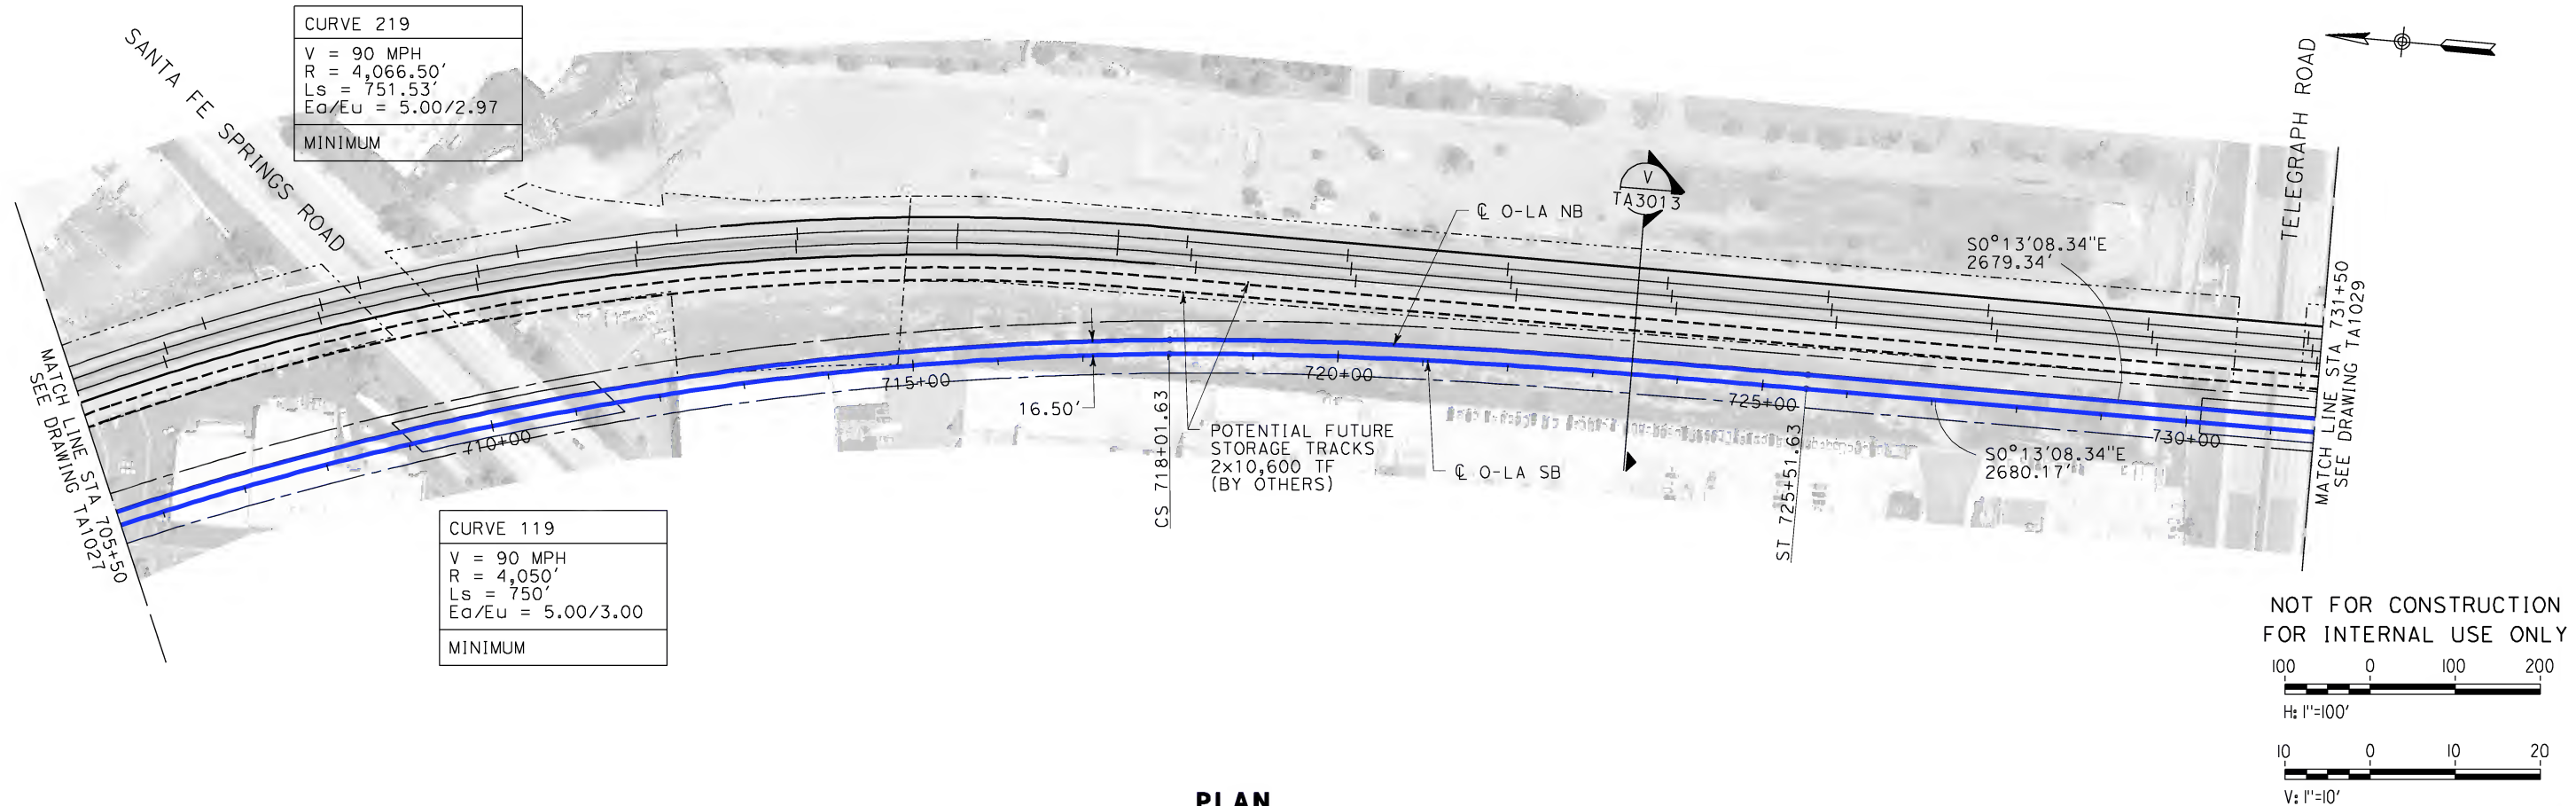 CURVE 219
V = 90 MPH
R = 4,066.50'
Ls = 751.53'
Ea/Eu = 5.00/2.97
MINIMUM
SANTA FE SPRINGS ROAD
TELEGRAPH ROAD
V
TA3013
℄ O-LA NB
S0°13'08.34"E
2679.34'
MATCH LINE STA 705+50
SEE DRAWING TA1027
710+00
715+00
720+00
725+00
730+00
16.50'
CS 718+01.63
POTENTIAL FUTURE
STORAGE TRACKS
2x10,600 TF
(BY OTHERS)
℄ O-LA SB
ST 725+51.63
S0°13'08.34"E
2680.17'
MATCH LINE STA 731+50
SEE DRAWING TA1029
CURVE 119
V = 90 MPH
R = 4,050'
Ls = 750'
Ea/Eu = 5.00/3.00
MINIMUM
NOT FOR CONSTRUCTION
FOR INTERNAL USE ONLY
100 0 100 200
H: 1"=100'
10 0 10 20
V: 1"=10'
PLAN